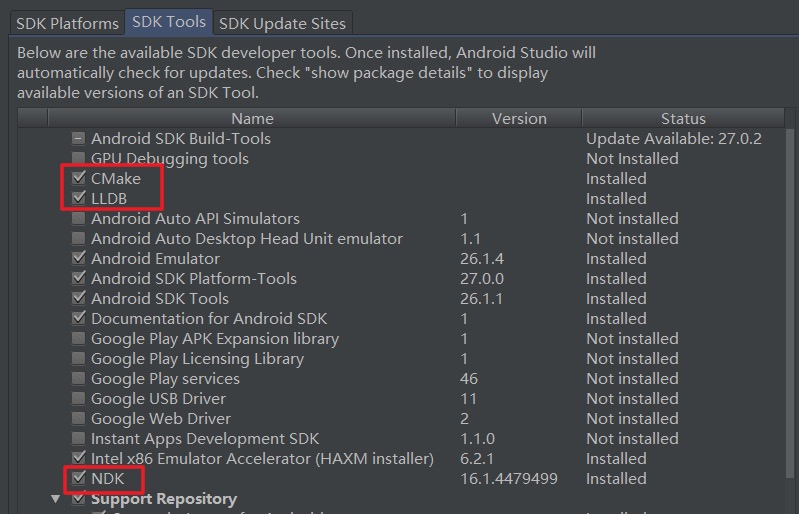 SDK Platforms SDK Tools SDK Update Sites
Below are the available SDK developer tools. Once installed, Android Studio will
automatically check for updates. Check "show package details" to display
available versions of an SDK Tool.
Name Version Status
Android SDK Build-Tools Update Available: 27.0.2
GPU Debugging tools Not Installed
CMake Installed
LLDB Installed
Android Auto API Simulators 1 Not installed
Android Auto Desktop Head Unit emulator 1.1 Not installed
Android Emulator 26.1.4 Installed
Android SDK Platform-Tools 27.0.0 Installed
Android SDK Tools 26.1.1 Installed
Documentation for Android SDK 1 Installed
Google Play APK Expansion library 1 Not installed
Google Play Licensing Library 1 Not installed
Google Play services 46 Not installed
Google USB Driver 11 Not installed
Google Web Driver 2 Not installed
Instant Apps Development SDK 1.1.0 Not installed
Intel x86 Emulator Accelerator (HAXM installer) 6.2.1 Installed
NDK 16.1.4479499 Installed
Support Repository